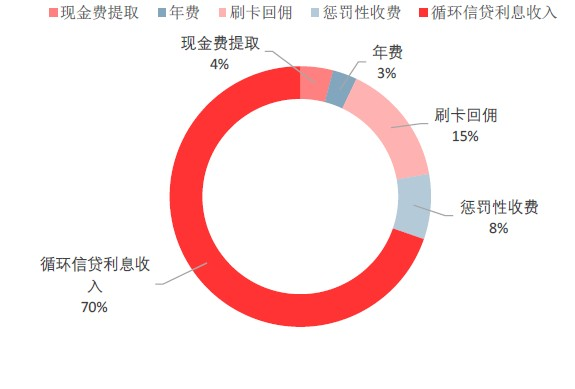 现金费提取 年费 刷卡回佣 惩罚性收费 循环信贷利息收入
现金费提取
4%
年费
3%
刷卡回佣
15%
惩罚性收费
8%
循环信贷利息收
入
70%